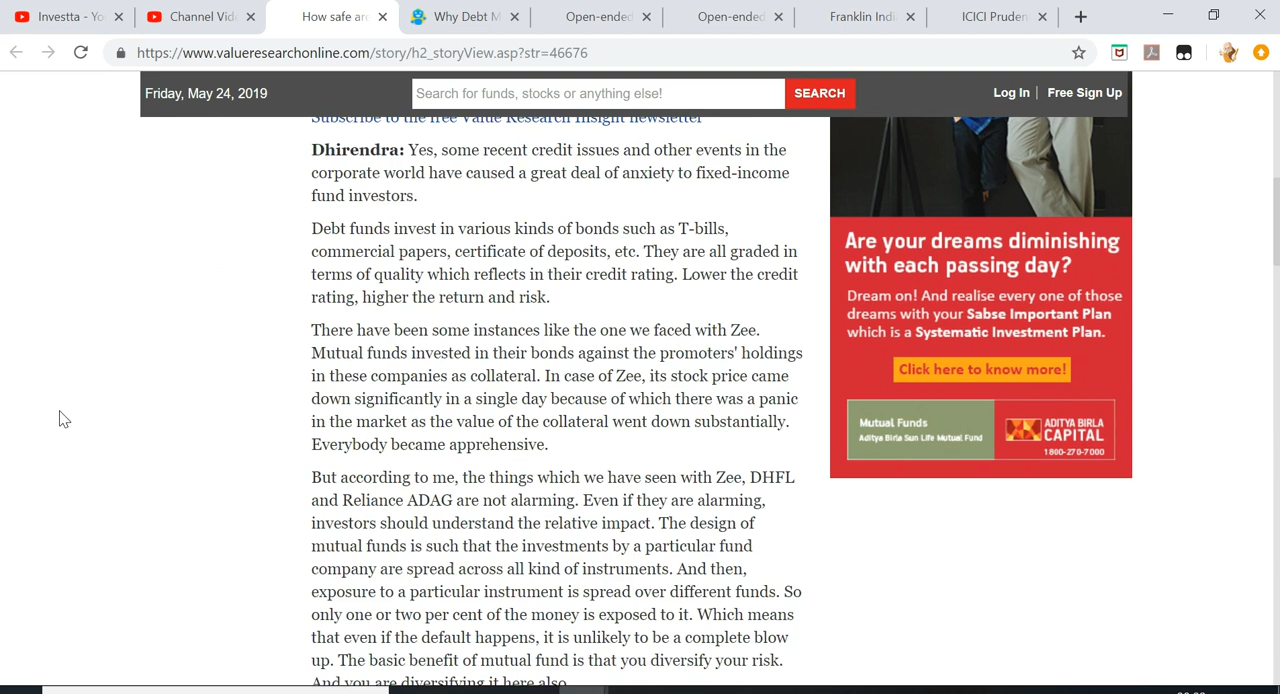 Investta - Yo
Channel Vid
How safe are
Why Debt M
Open-ended
Open-ended
Franklin Indi
ICICI Pruden
https://www.valueresearchonline.com/story/h2_storyView.asp?str=46676
Friday, May 24, 2019
Search for funds, stocks or anything else!
SEARCH
Log In | Free Sign Up
Subscribe to the free Value Research Insight newsletter
Dhirendra: Yes, some recent credit issues and other events in the
corporate world have caused a great deal of anxiety to fixed-income
fund investors.
Debt funds invest in various kinds of bonds such as T-bills,
commercial papers, certificate of deposits, etc. They are all graded in
terms of quality which reflects in their credit rating. Lower the credit
rating, higher the return and risk.
There have been some instances like the one we faced with Zee.
Mutual funds invested in their bonds against the promoters' holdings
in these companies as collateral. In case of Zee, its stock price came
down significantly in a single day because of which there was a panic
in the market as the value of the collateral went down substantially.
Everybody became apprehensive.
But according to me, the things which we have seen with Zee, DHFL
and Reliance ADAG are not alarming. Even if they are alarming,
investors should understand the relative impact. The design of
mutual funds is such that the investments by a particular fund
company are spread across all kind of instruments. And then,
exposure to a particular instrument is spread over different funds. So
only one or two per cent of the money is exposed to it. Which means
that even if the default happens, it is unlikely to be a complete blow
up. The basic benefit of mutual fund is that you diversify your risk.
And you are diversifying it here also.
Are your dreams diminishing
with each passing day?
Dream on! And realise every one of those
dreams with your Sabse Important Plan
which is a Systematic Investment Plan.
Click here to know more!
Mutual Funds
Aditya Birla Sun Life Mutual Fund
ADITYA BIRLA
CAPITAL
1800-270-7000